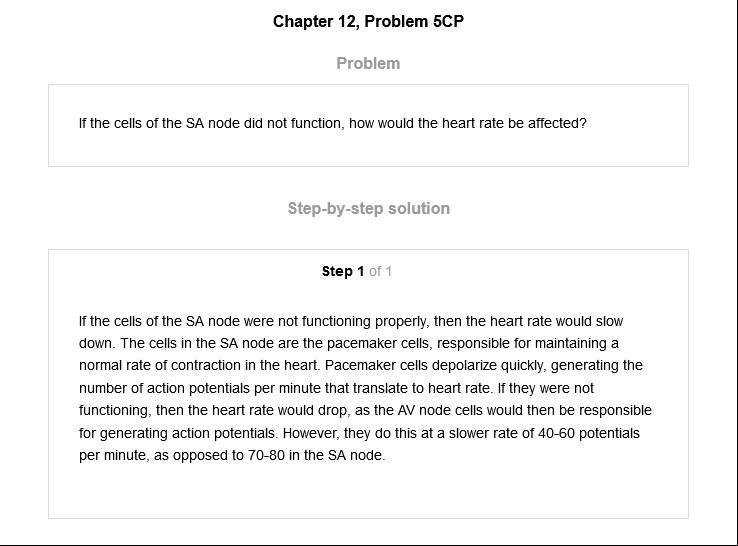 Chapter 12, Problem 5CP
Problem
If the cells of the SA node did not function, how would the heart rate be affected?
Step-by-step solution
Step 1 of 1
If the cells of the SA node were not functioning properly, then the heart rate would slow
down. The cells in the SA node are the pacemaker cells, responsible for maintaining a
normal rate of contraction in the heart. Pacemaker cells depolarize quickly, generating the
number of action potentials per minute that translate to heart rate. If they were not
functioning, then the heart rate would drop, as the AV node cells would then be responsible
for generating action potentials. However, they do this at a slower rate of 40-60 potentials
per minute, as opposed to 70-80 in the SA node.